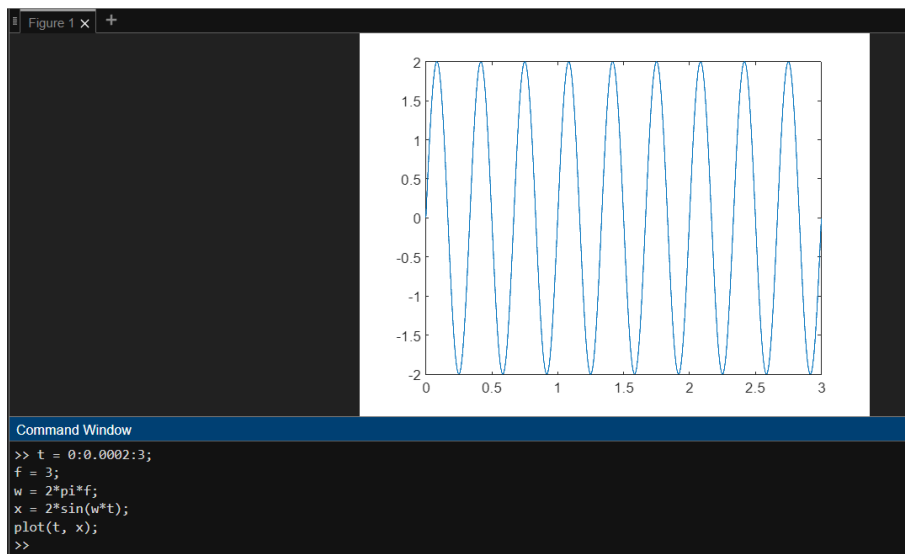 Figure 1 × +
2
1.5
1
0.5
0
-0.5
-1
-1.5
-2
0 0.5 1 1.5 2 2.5 3
Command Window
>> t = 0:0.0002:3;
f = 3;
w = 2*pi*f;
x = 2*sin(w*t);
plot(t, x);
>>